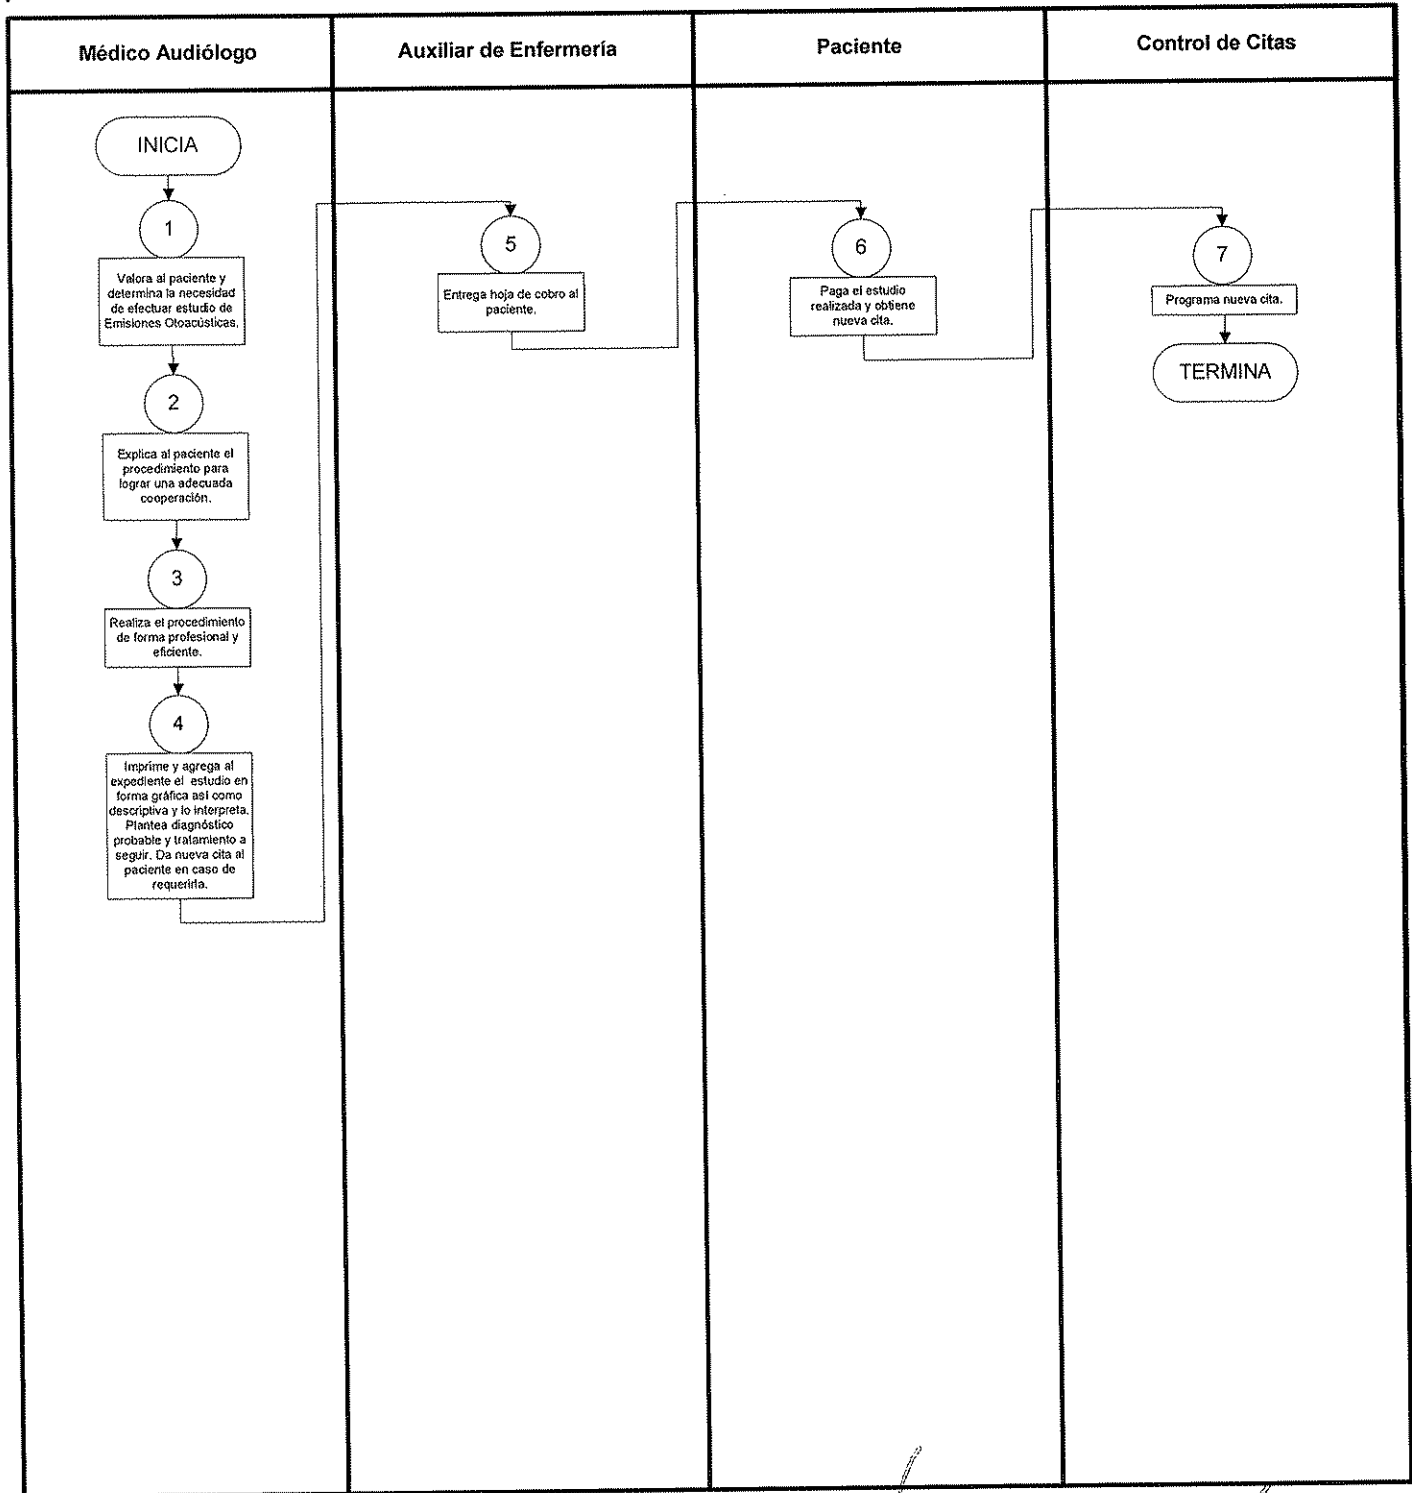 Médico Audiólogo
Auxiliar de Enfermería
Paciente
Control de Citas
INICIA
1
Valora al paciente y
determina la necesidad
de efectuar estudio de
Emisiones Otoacústicas.
2
Explica al paciente el
procedimiento para
lograr una adecuada
cooperación.
3
Realiza el procedimiento
de forma profesional y
eficiente.
4
Imprime y agrega al
expediente el estudio en
forma gráfica así como
descriptiva y lo interpreta.
Plantea diagnóstico
probable y tratamiento a
seguir. Da nueva cita al
paciente en caso de
requerirla.
5
Entrega hoja de cobro al
paciente.
6
Paga el estudio
realizada y obtiene
nueva cita.
7
Programa nueva cita.
TERMINA